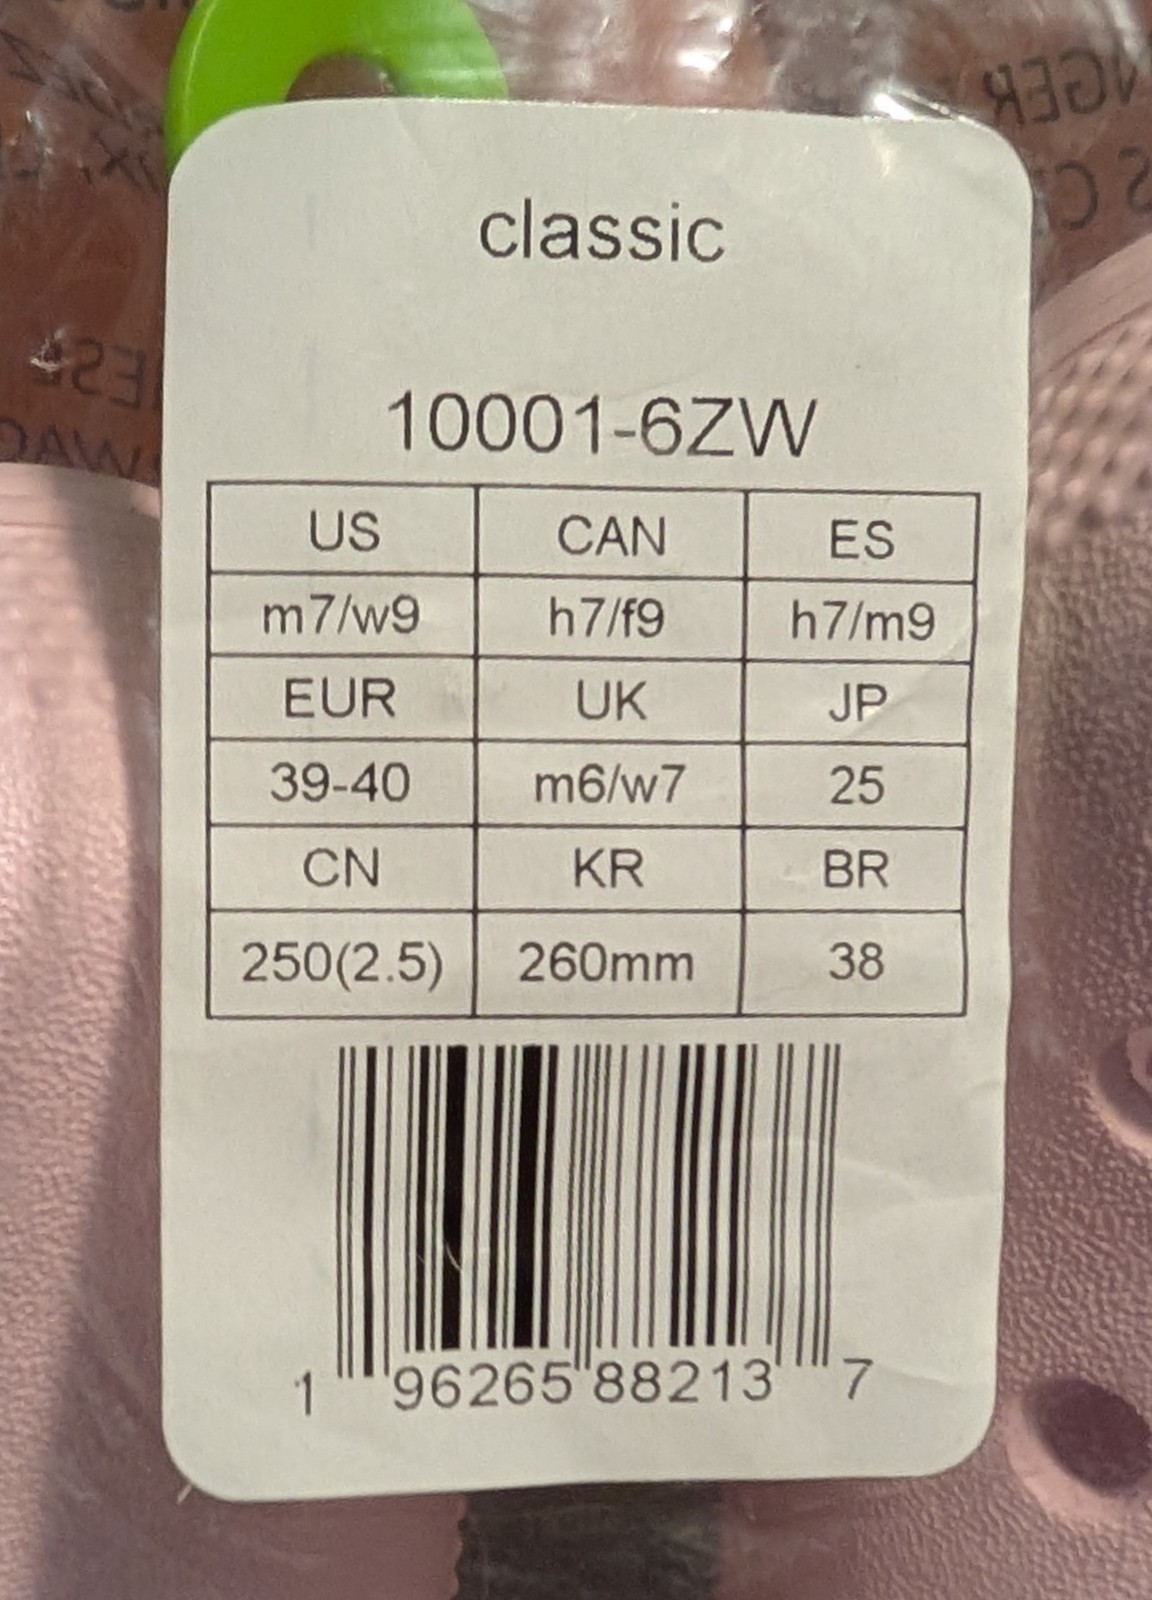 classic
10001-6ZW
US CAN ES
m7/w9 h7/f9 h7/m9
EUR UK JP
39-40 m6/w7 25
CN KR BR
250(2.5) 260mm 38
1 96265 88213 7